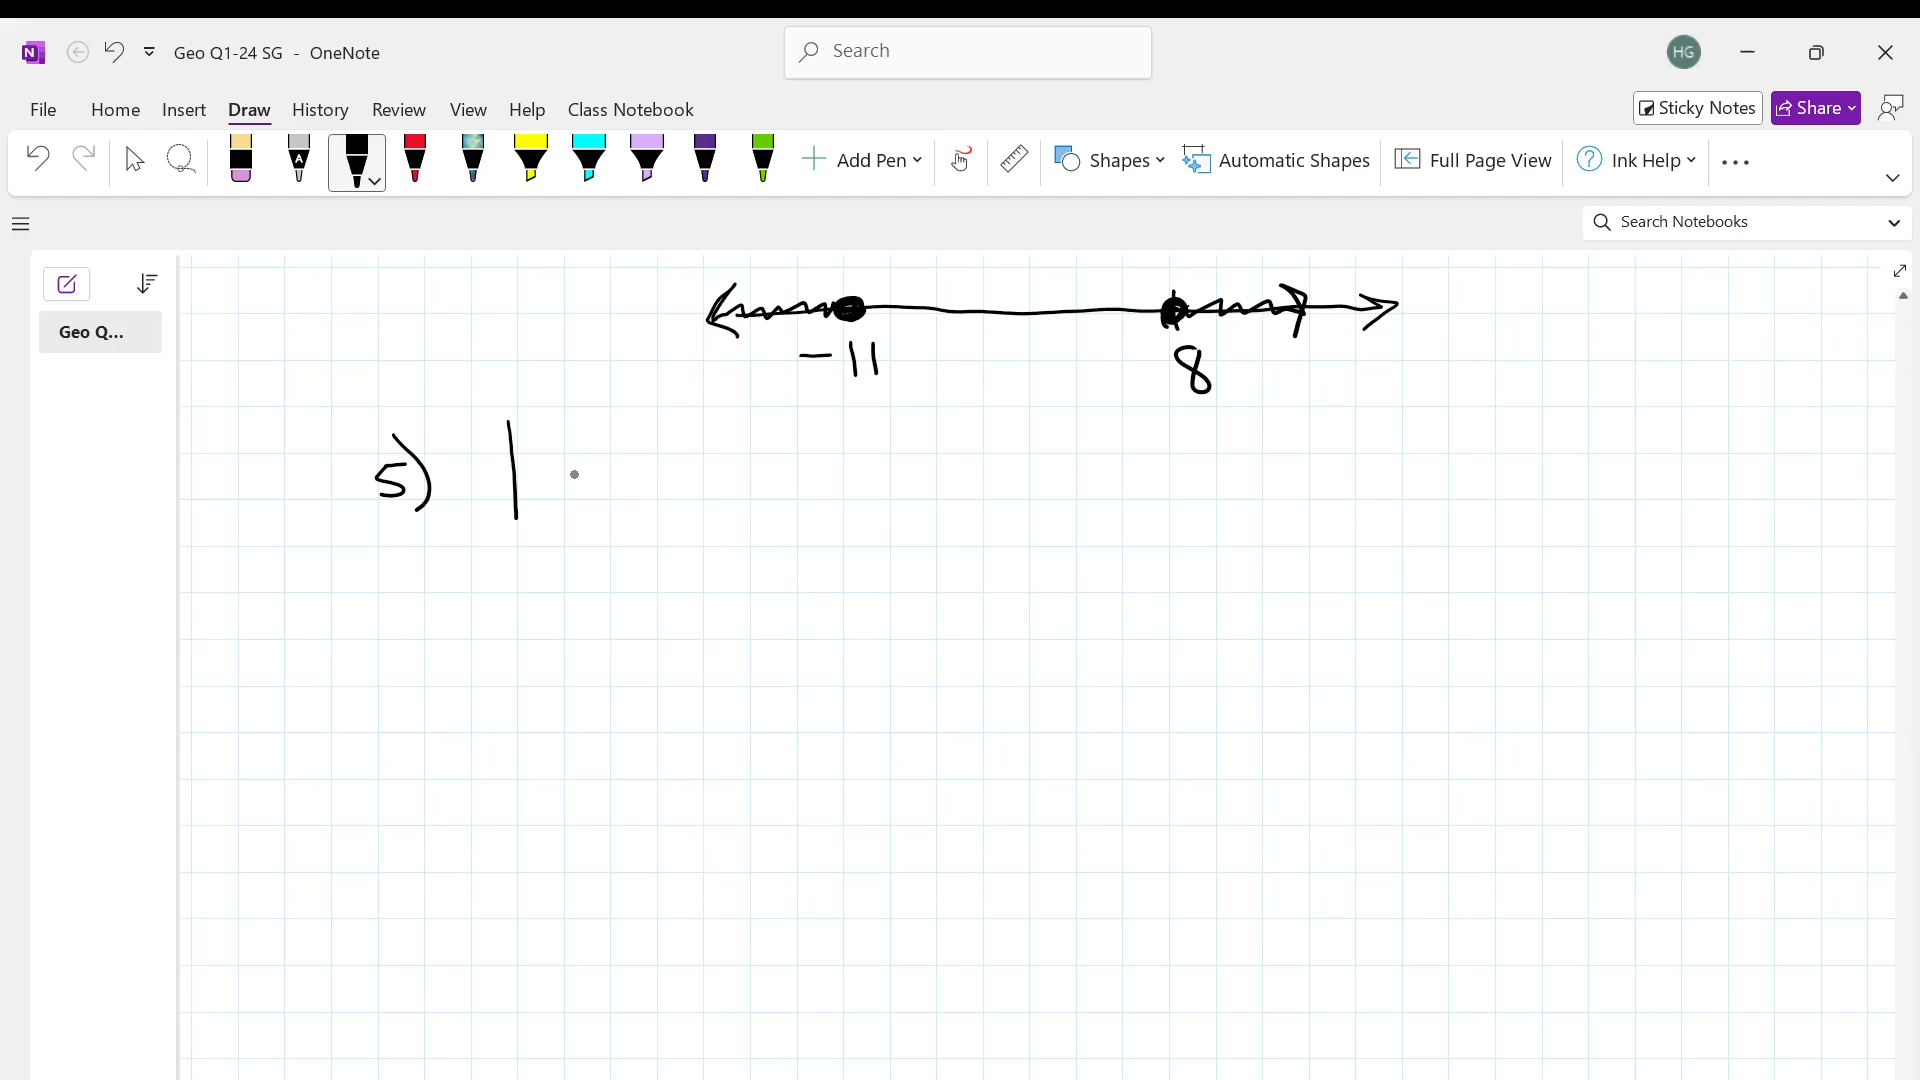 Geo Q1-24 SG - OneNote
Search
HG
File Home Insert Draw History Review View Help Class Notebook
Sticky Notes Share
A Add Pen Shapes Automatic Shapes Full Page View Ink Help
Search Notebooks
Geo Q...
-11 8
5) |